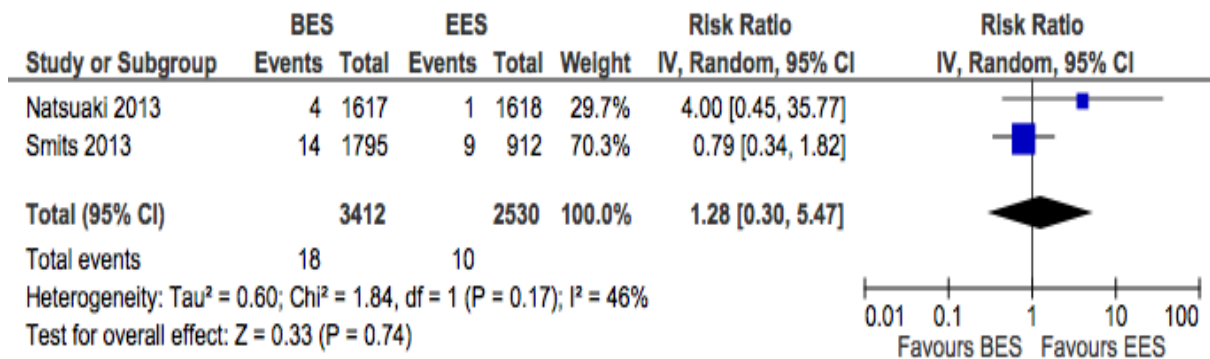 BES EES Risk Ratio Risk Ratio
Study or Subgroup Events Total Events Total Weight IV, Random, 95% CI IV, Random, 95% CI
Natsuaki 2013 4 1617 1 1618 29.7% 4.00 [0.45, 35.77]
Smits 2013 14 1795 9 912 70.3% 0.79 [0.34, 1.82]
Total (95% CI) 3412 2530 100.0% 1.28 [0.30, 5.47]
Total events 18 10
Heterogeneity: Tau² = 0.60; Chi² = 1.84, df = 1 (P = 0.17); I² = 46%
Test for overall effect: Z = 0.33 (P = 0.74)
0.01 0.1 1 10 100
Favours BES Favours EES